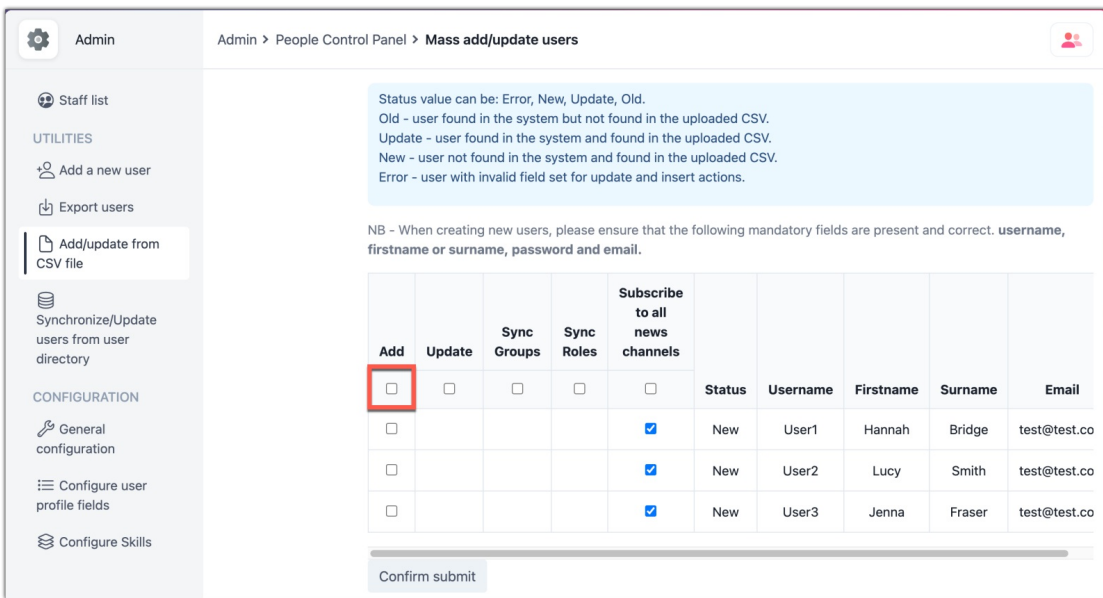 Admin
Admin > People Control Panel > Mass add/update users
Staff list
UTILITIES
Add a new user
Export users
Add/update from
CSV file
Synchronize/Update
users from user
directory
CONFIGURATION
General
configuration
Configure user
profile fields
Configure Skills
Status value can be: Error, New, Update, Old.
Old - user found in the system but not found in the uploaded CSV.
Update - user found in the system and found in the uploaded CSV.
New - user not found in the system and found in the uploaded CSV.
Error - user with invalid field set for update and insert actions.
NB - When creating new users, please ensure that the following mandatory fields are present and correct. username,
firstname or surname, password and email.
Add Update Sync Groups Sync Roles Subscribe to all news channels
Status Username Firstname Surname Email
New User1 Hannah Bridge test@test.co
New User2 Lucy Smith test@test.co
New User3 Jenna Fraser test@test.co
Confirm submit